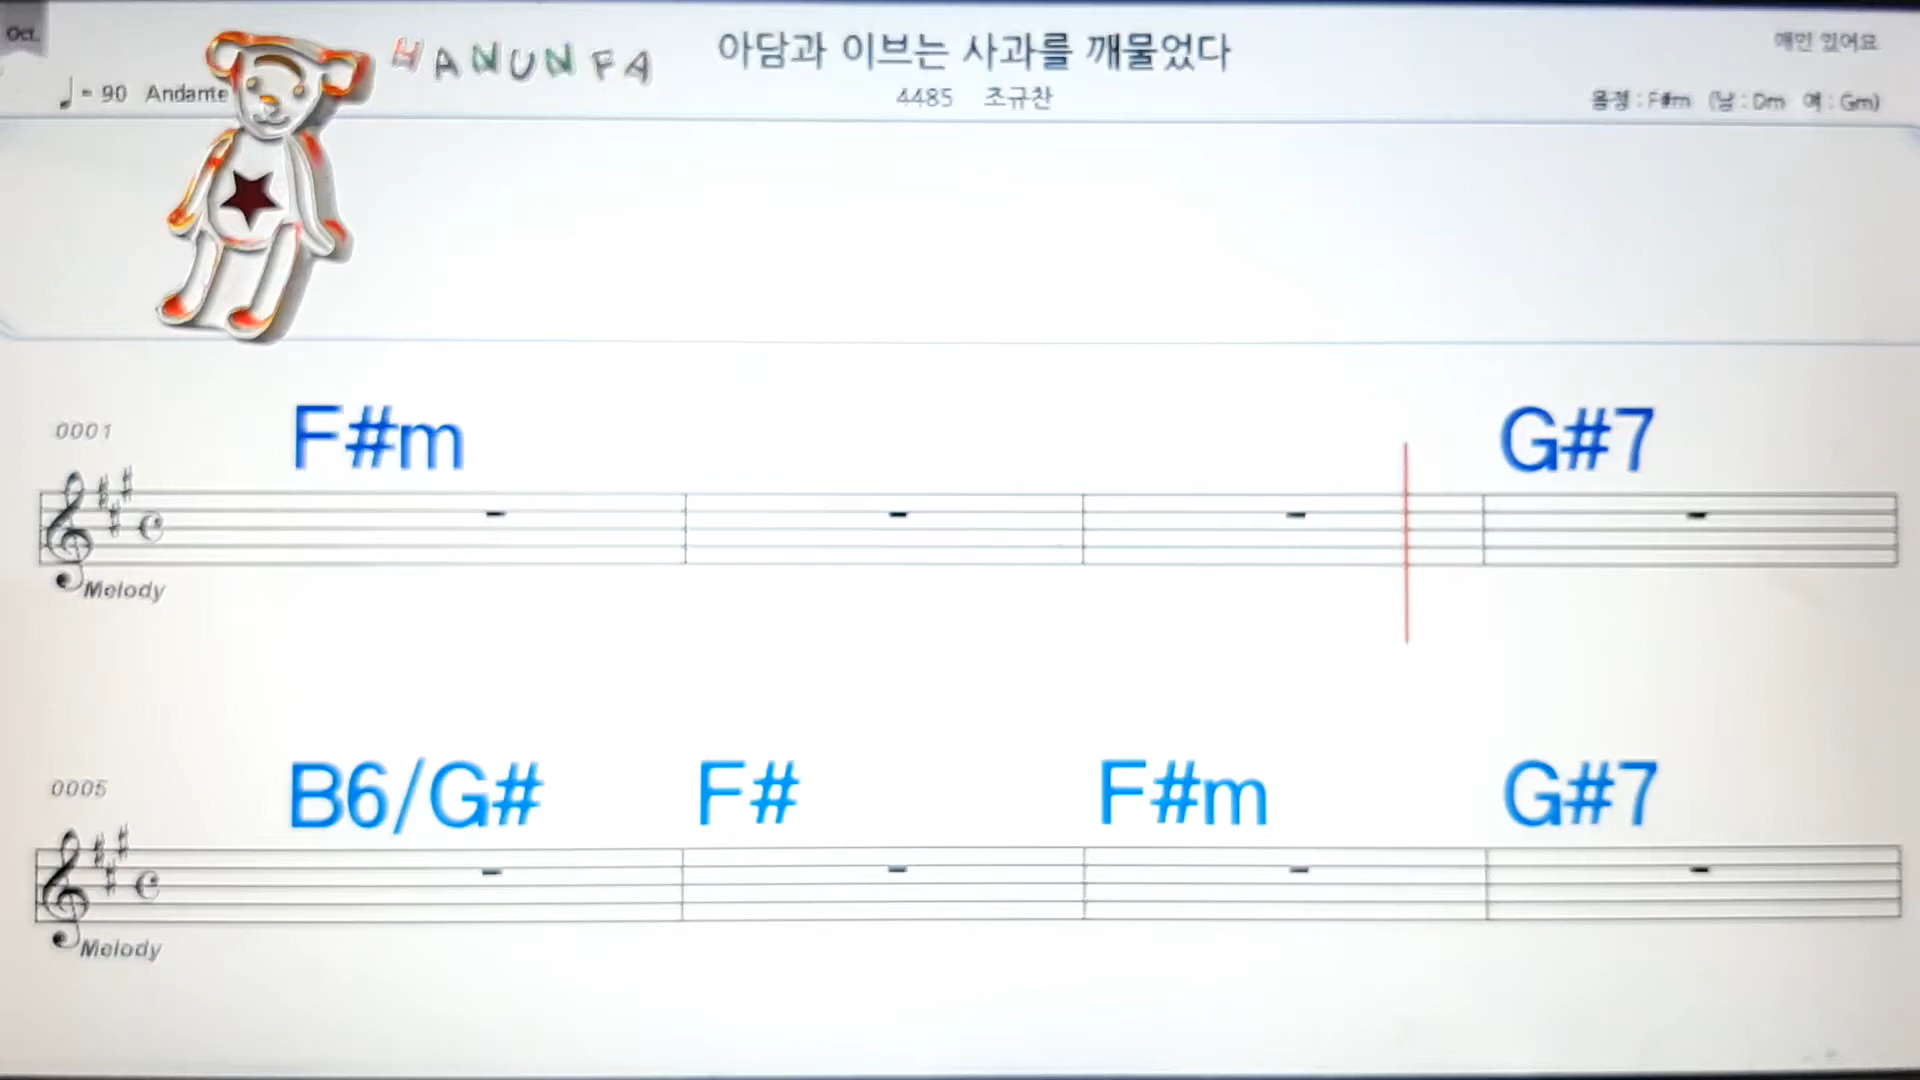 Oct.
HANUNFA
아담과 이브는 사과를 깨물었다
♩= 90 Andante
4485 조규찬
음정 : F#m (남 : Dm 여 : Gm)
0001
F#m G#7
Melody
0005
B6/G# F# F#m G#7
Melody